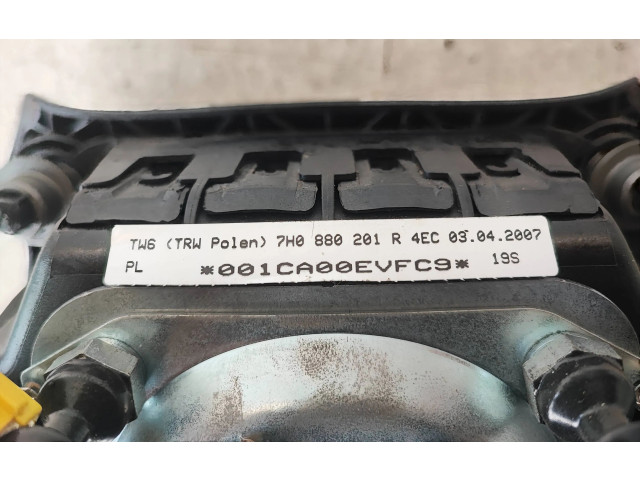 TW6 (TRW Polen) 7H0 880 201 R 4EC 03.04.2007
PL *001CA00EVFC9* 19S